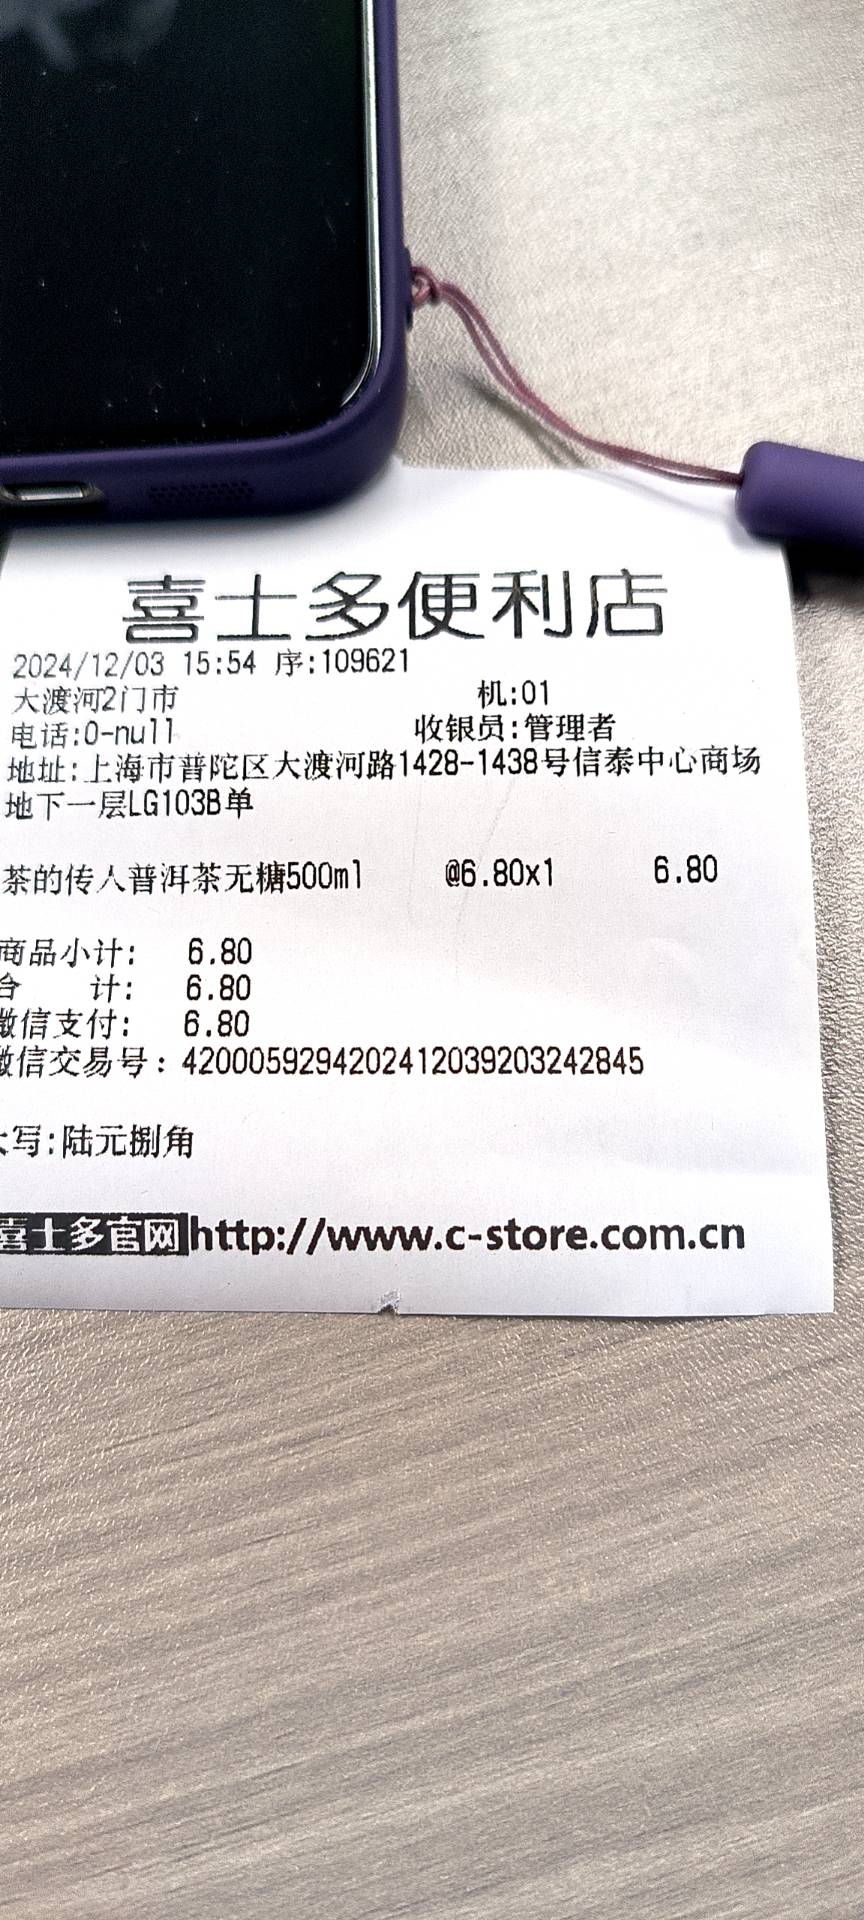 喜士多便利店
2024/12/03 15:54 序:109621
大渡河2门市 机:01
电话:0-null 收银员:管理者
地址:上海市普陀区大渡河路1428-1438号信泰中心商场
地下一层LG103B单
茶的传人普洱茶无糖500ml @6.80x1 6.80
商品小计: 6.80
合 计: 6.80
微信支付: 6.80
微信交易号:4200059294202412039203242845
大写:陆元捌角
喜士多官网http://www.c-store.com.cn